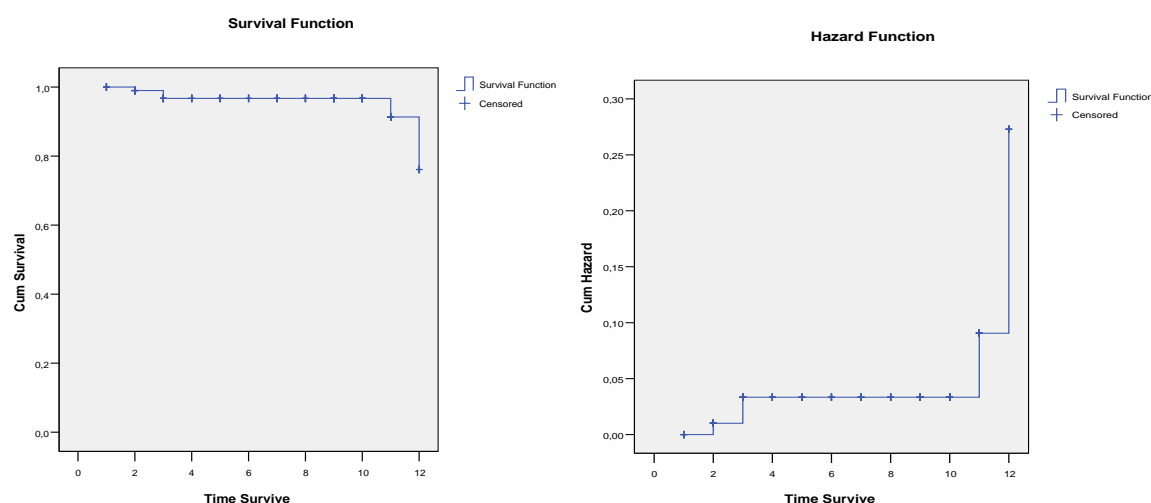 Survival Function
1,0
0,8
0,6
0,4
0,2
0,0
Cum Survival
0 2 4 6 8 10 12
Time Survive
Survival Function
Censored
Hazard Function
0,30
0,25
0,20
0,15
0,10
0,05
0,00
Cum Hazard
0 2 4 6 8 10 12
Time Survive
Survival Function
Censored